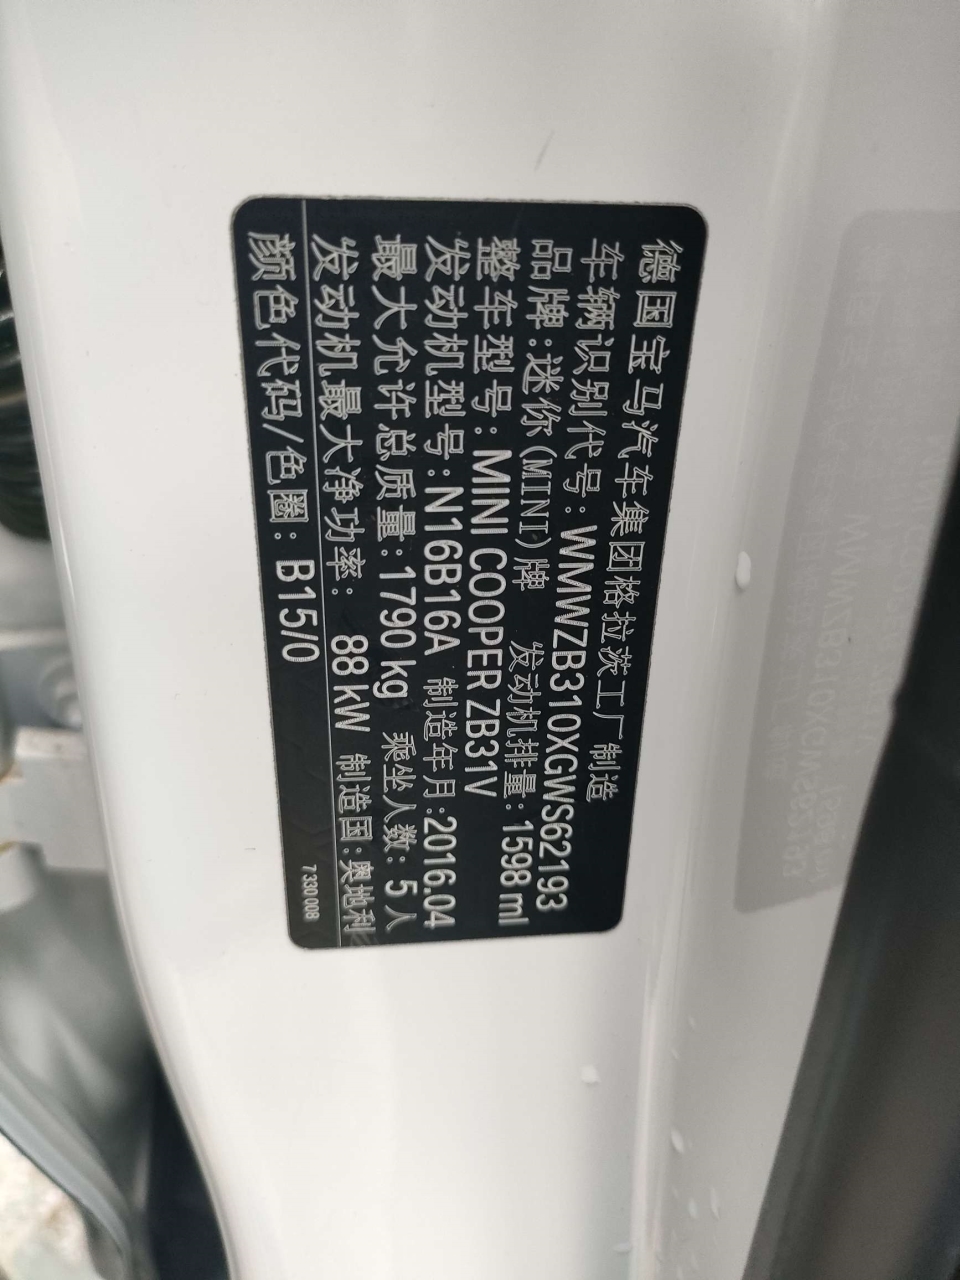 德国宝马汽车集团格拉茨工厂 制造
车辆识别代号: WMWZB310XGWS62193
品牌:迷你(MINI)牌 发动机排量: 1598 ml
整车型号: MINI COOPER ZB31V
发动机型号:N16B16A 制造年月:2016.04
最大允许总质量:1790 kg 乘坐人数: 5 人
发动机最大净功率: 88 kW 制造国:奥地利
颜色代码/色圈: B15/0 7 330 008